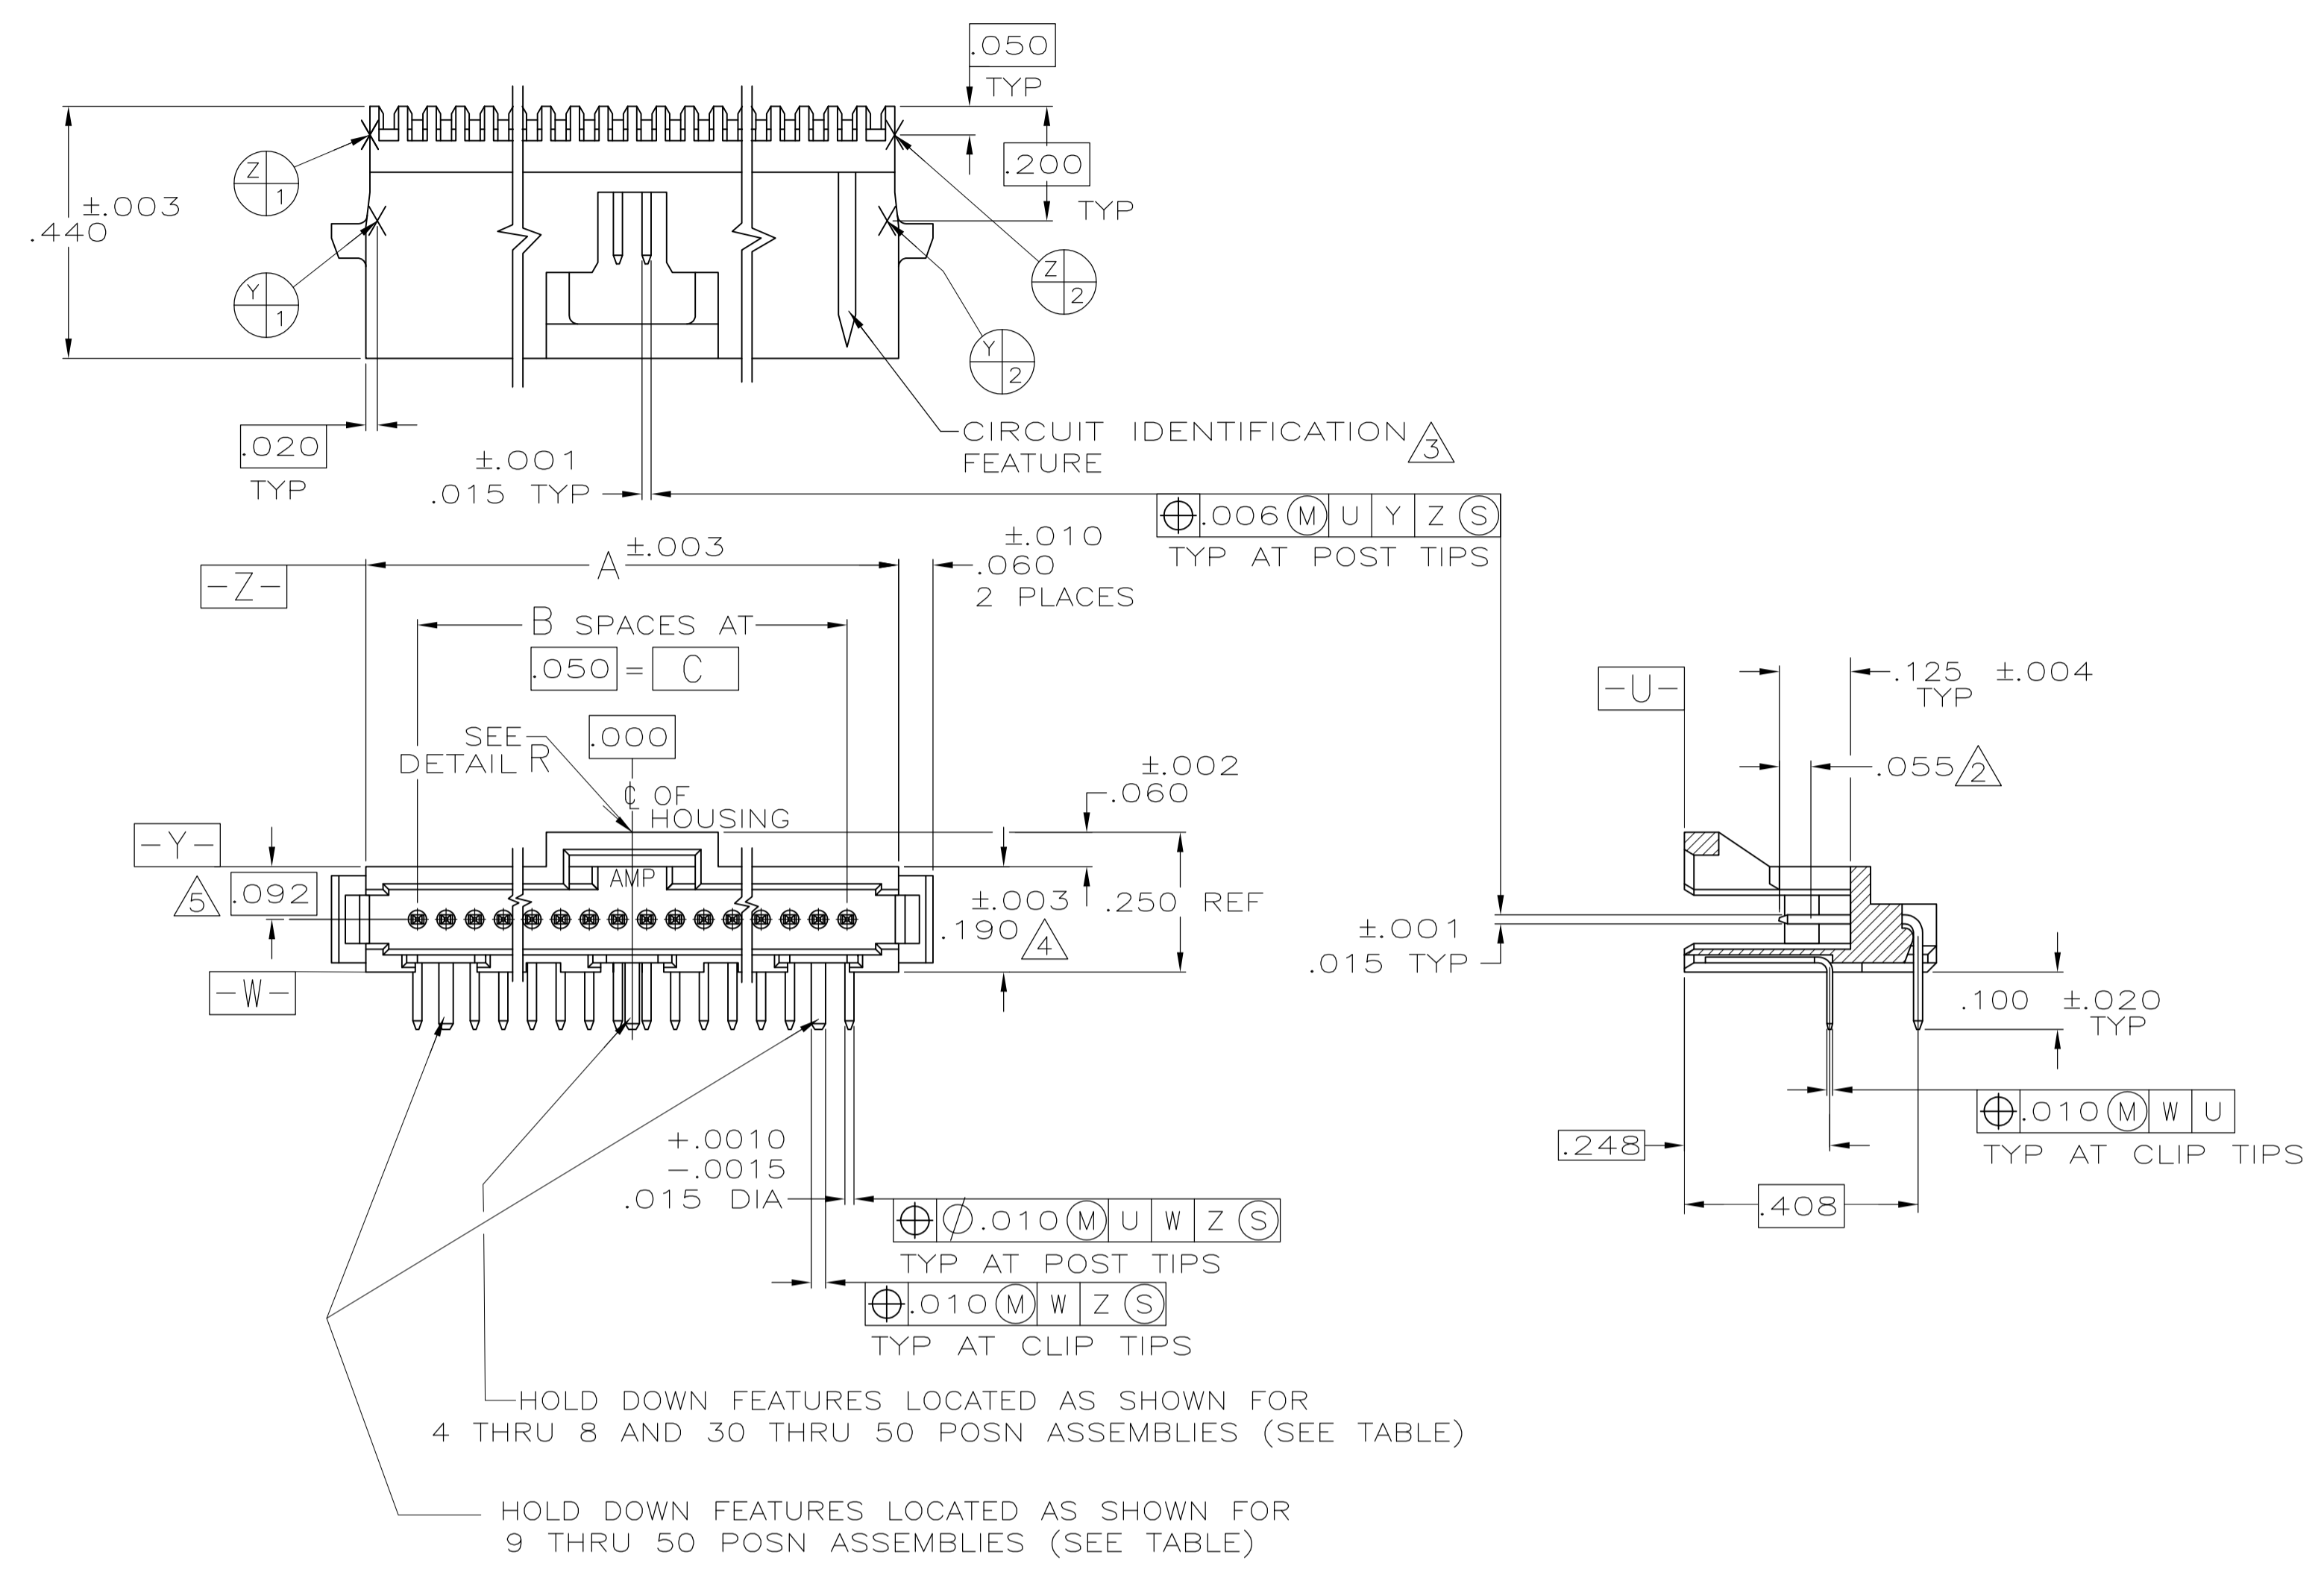 .050
TYP
.200
TYP
±.003
.440
Z
1
Y
1
Z
2
Y
2
.020
TYP
±.001
.015 TYP
CIRCUIT IDENTIFICATION 3
FEATURE
.006 M U Y Z S
TYP AT POST TIPS
-Z-
A ±.003
±.010
.060
2 PLACES
B SPACES AT
.050 = C
SEE
DETAIL R
.000
℄ OF
HOUSING
±.002
.060
-Y-
5
.092
AMP
±.003
.190 4
.250 REF
-W-
-U-
.125 ±.004
TYP
.055 2
±.001
.015 TYP
.100 ±.020
TYP
.010 M W U
TYP AT CLIP TIPS
.248
.408
+.0010
-.0015
.015 DIA
⌀.010 M U W Z S
TYP AT POST TIPS
.010 M W Z S
TYP AT CLIP TIPS
HOLD DOWN FEATURES LOCATED AS SHOWN FOR
4 THRU 8 AND 30 THRU 50 POSN ASSEMBLIES (SEE TABLE)
HOLD DOWN FEATURES LOCATED AS SHOWN FOR
9 THRU 50 POSN ASSEMBLIES (SEE TABLE)